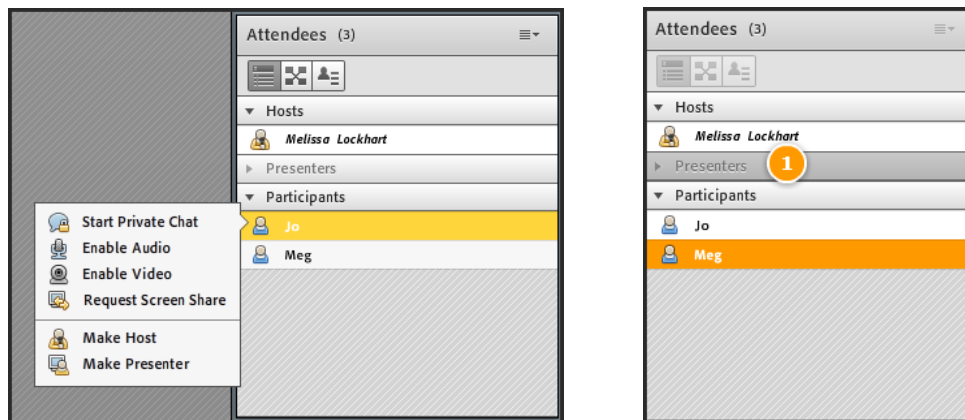 Attendees (3)
Hosts
Melissa Lockhart
Presenters
Participants
Jo
Meg
Start Private Chat
Enable Audio
Enable Video
Request Screen Share
Make Host
Make Presenter
Attendees (3)
Hosts
Melissa Lockhart
Presenters
1
Participants
Jo
Meg